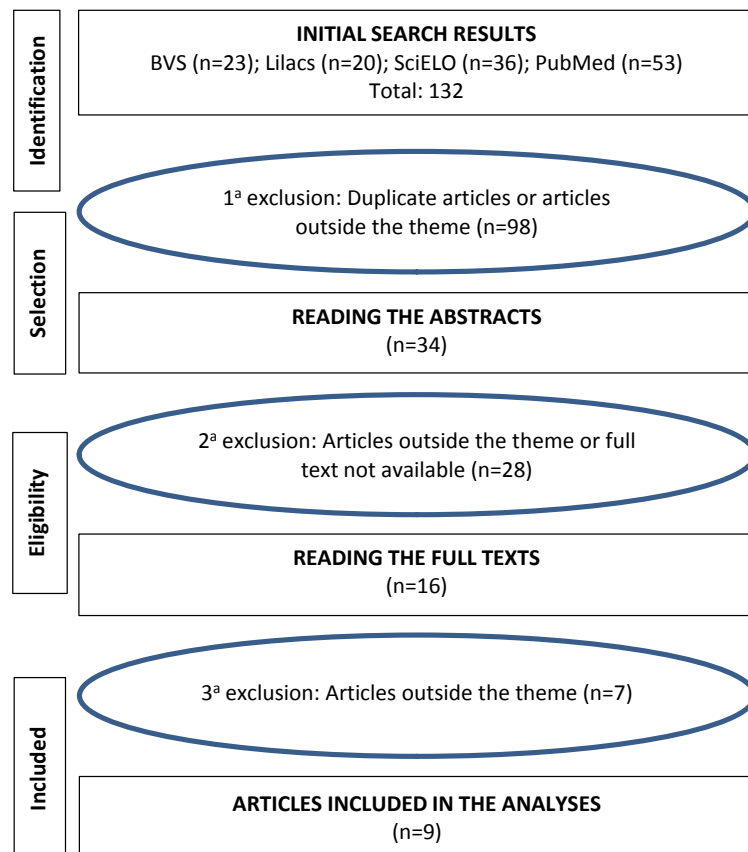 Identification
INITIAL SEARCH RESULTS
BVS (n=23); Lilacs (n=20); SciELO (n=36); PubMed (n=53)
Total: 132
1ª exclusion: Duplicate articles or articles
outside the theme (n=98)
Selection
READING THE ABSTRACTS
(n=34)
Eligibility
2ª exclusion: Articles outside the theme or full
text not available (n=28)
READING THE FULL TEXTS
(n=16)
Included
3ª exclusion: Articles outside the theme (n=7)
ARTICLES INCLUDED IN THE ANALYSES
(n=9)